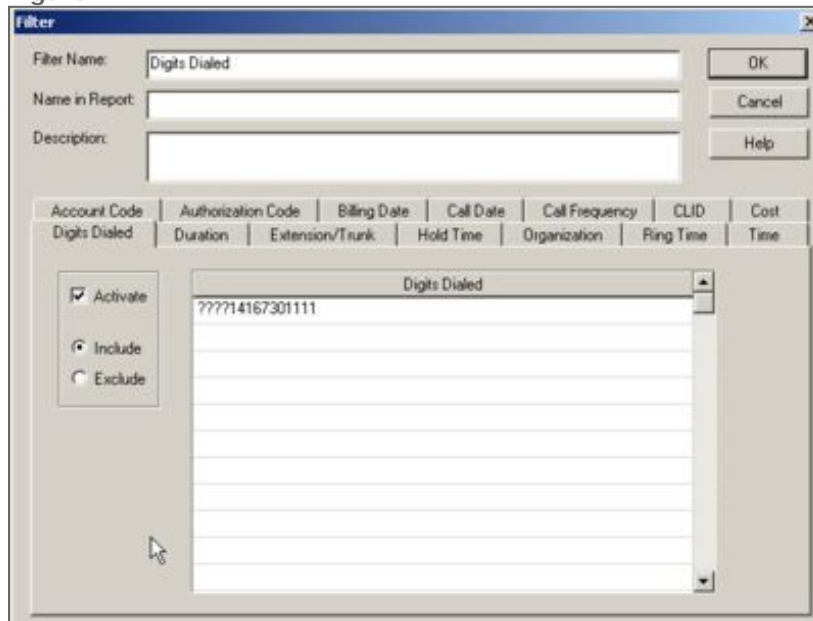 Filter
Filter Name: Digits Dialed OK
Name in Report: Cancel
Description: Help
Account Code Authorization Code Billing Date Call Date Call Frequency CLID Cost
Digits Dialed Duration Extension/Trunk Hold Time Organization Ring Time Time
Digits Dialed
Activate
????14167301111
Include
Exclude